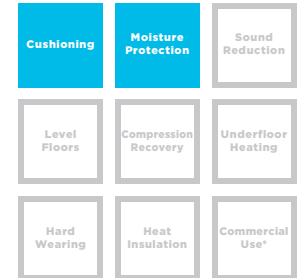 Cushioning
Moisture
Protection
Sound
Reduction
Level
Floors
Compression
Recovery
Underfloor
Heating
Hard
Wearing
Heat
Insulation
Commercial
Use*